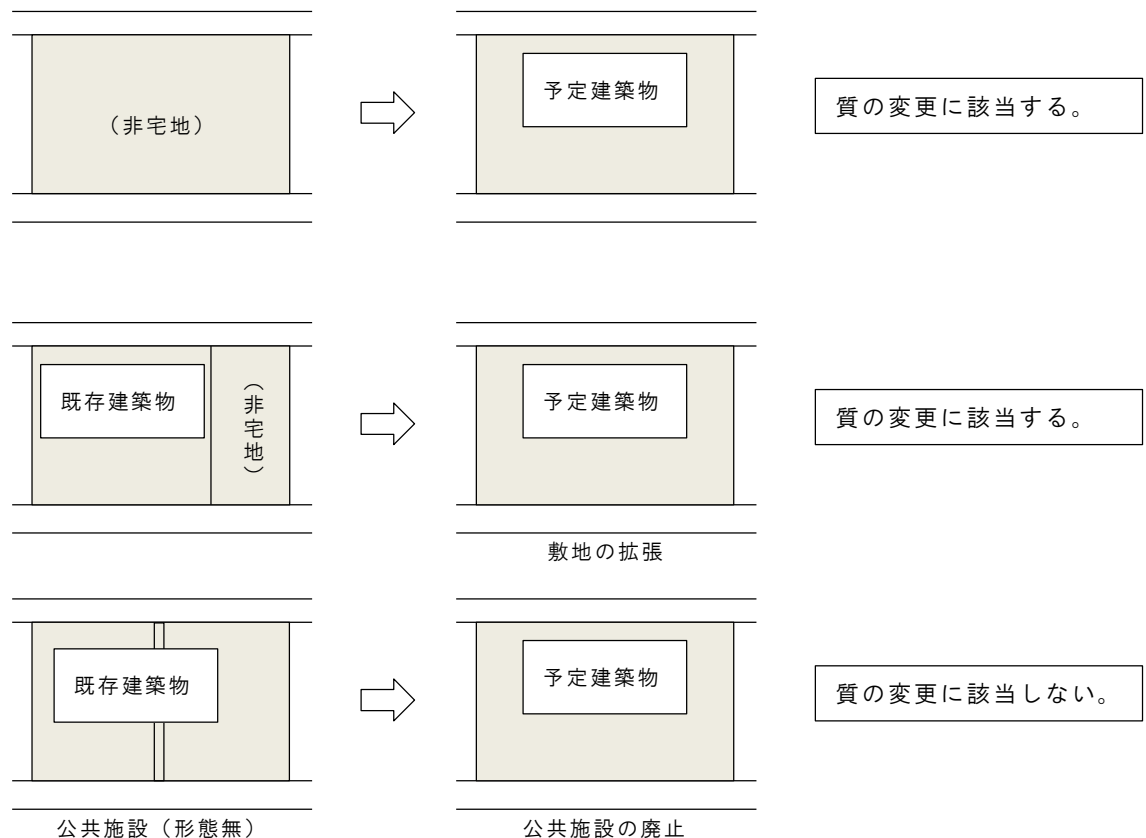 (非宅地)
予定建築物
質の変更に該当する。
既存建築物
(非宅地)
予定建築物
質の変更に該当する。
敷地の拡張
既存建築物
予定建築物
質の変更に該当しない。
公共施設(形態無)
公共施設の廃止